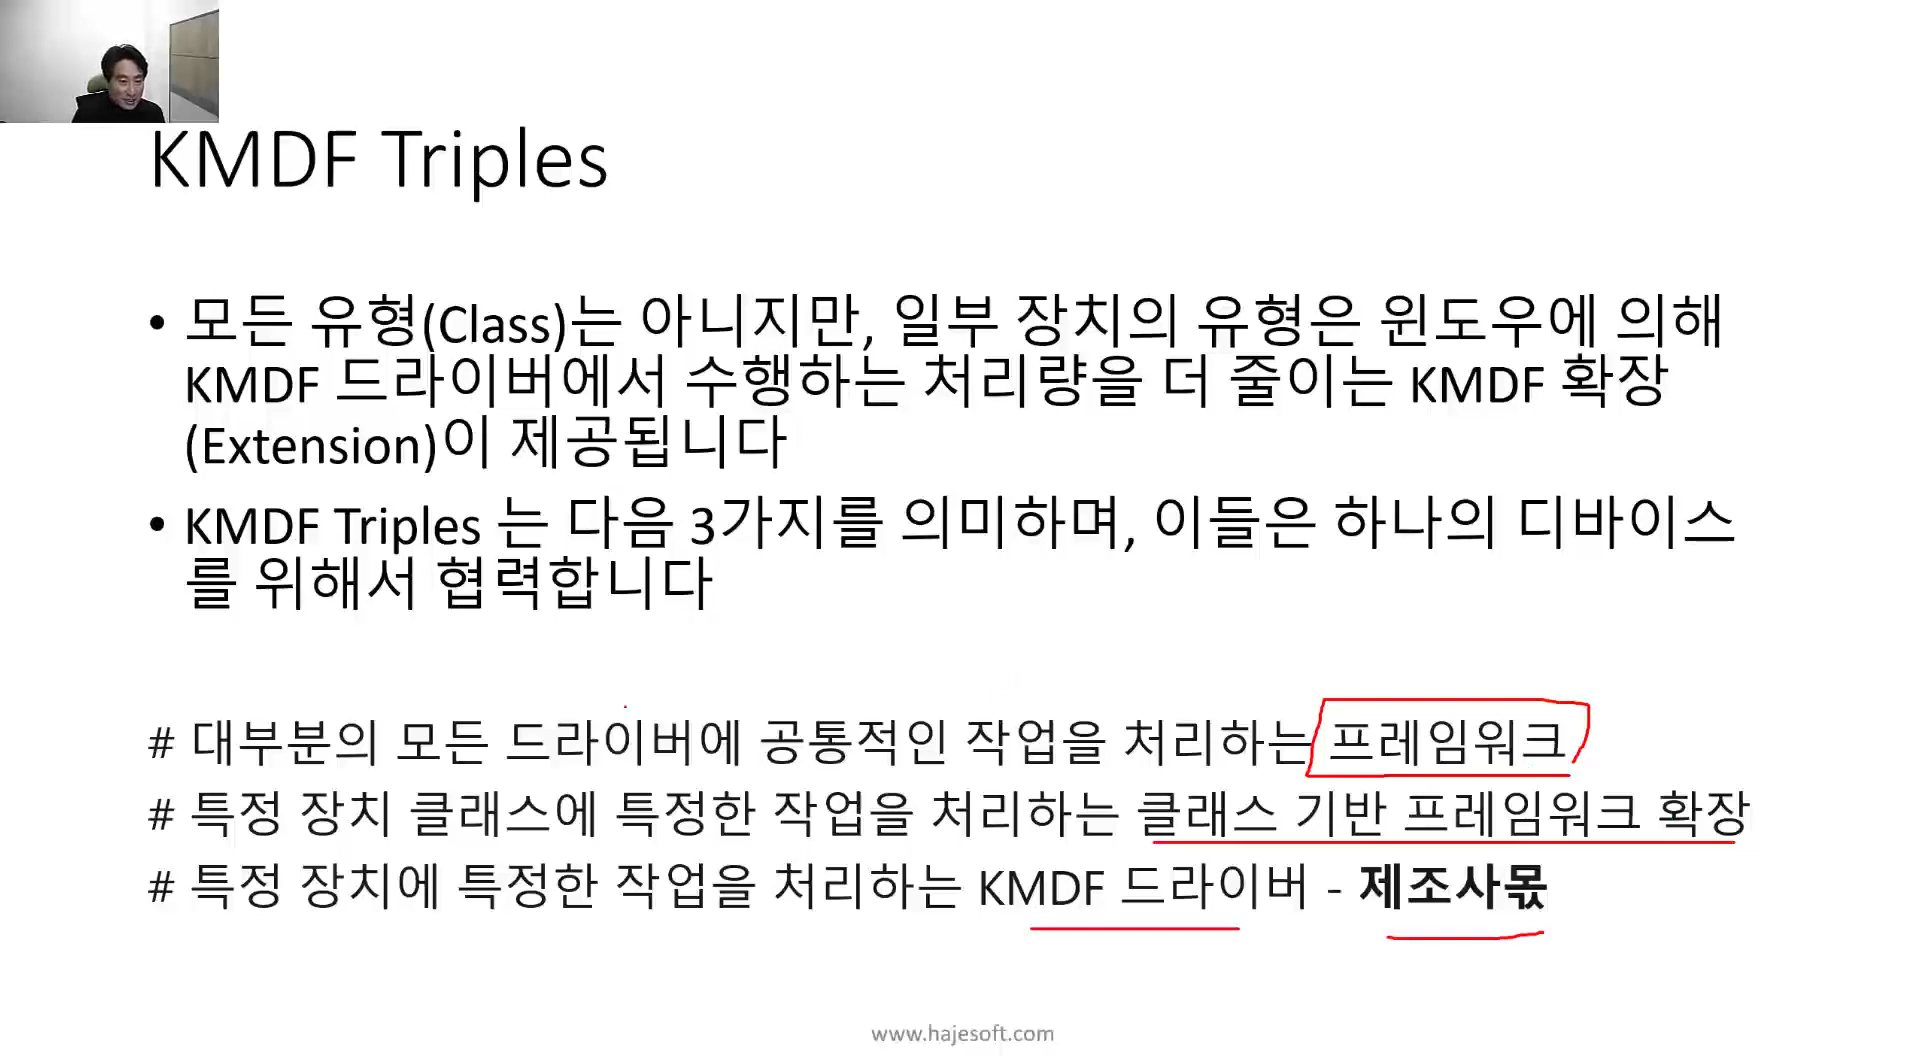 KMDF Triples
• 모든 유형(Class)는 아니지만, 일부 장치의 유형은 윈도우에 의해
KMDF 드라이버에서 수행하는 처리량을 더 줄이는 KMDF 확장
(Extension)이 제공됩니다
• KMDF Triples 는 다음 3가지를 의미하며, 이들은 하나의 디바이스
를 위해서 협력합니다
# 대부분의 모든 드라이버에 공통적인 작업을 처리하는 프레임워크
# 특정 장치 클래스에 특정한 작업을 처리하는 클래스 기반 프레임워크 확장
# 특정 장치에 특정한 작업을 처리하는 KMDF 드라이버 - 제조사몫
www.hajesoft.com